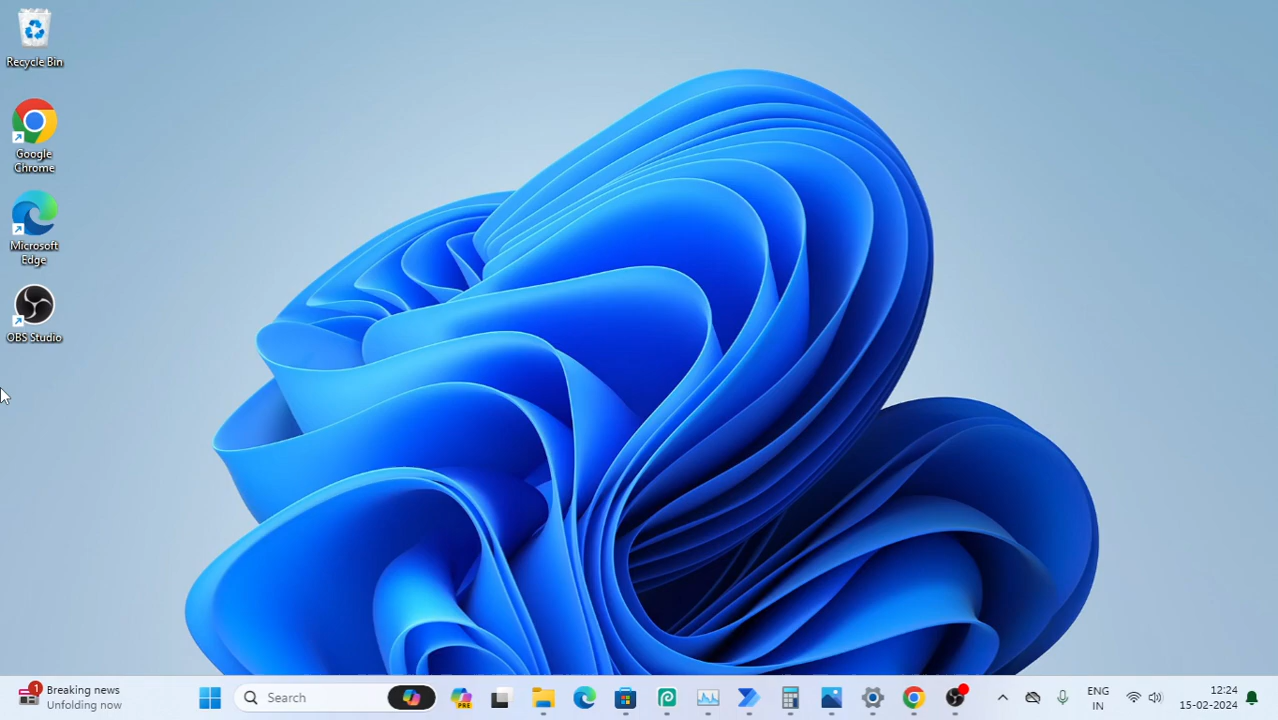 Recycle Bin
Google
Chrome
Microsoft
Edge
OBS Studio
1
Breaking news
Unfolding now
Search
PRE
ENG
IN
12:24
15-02-2024